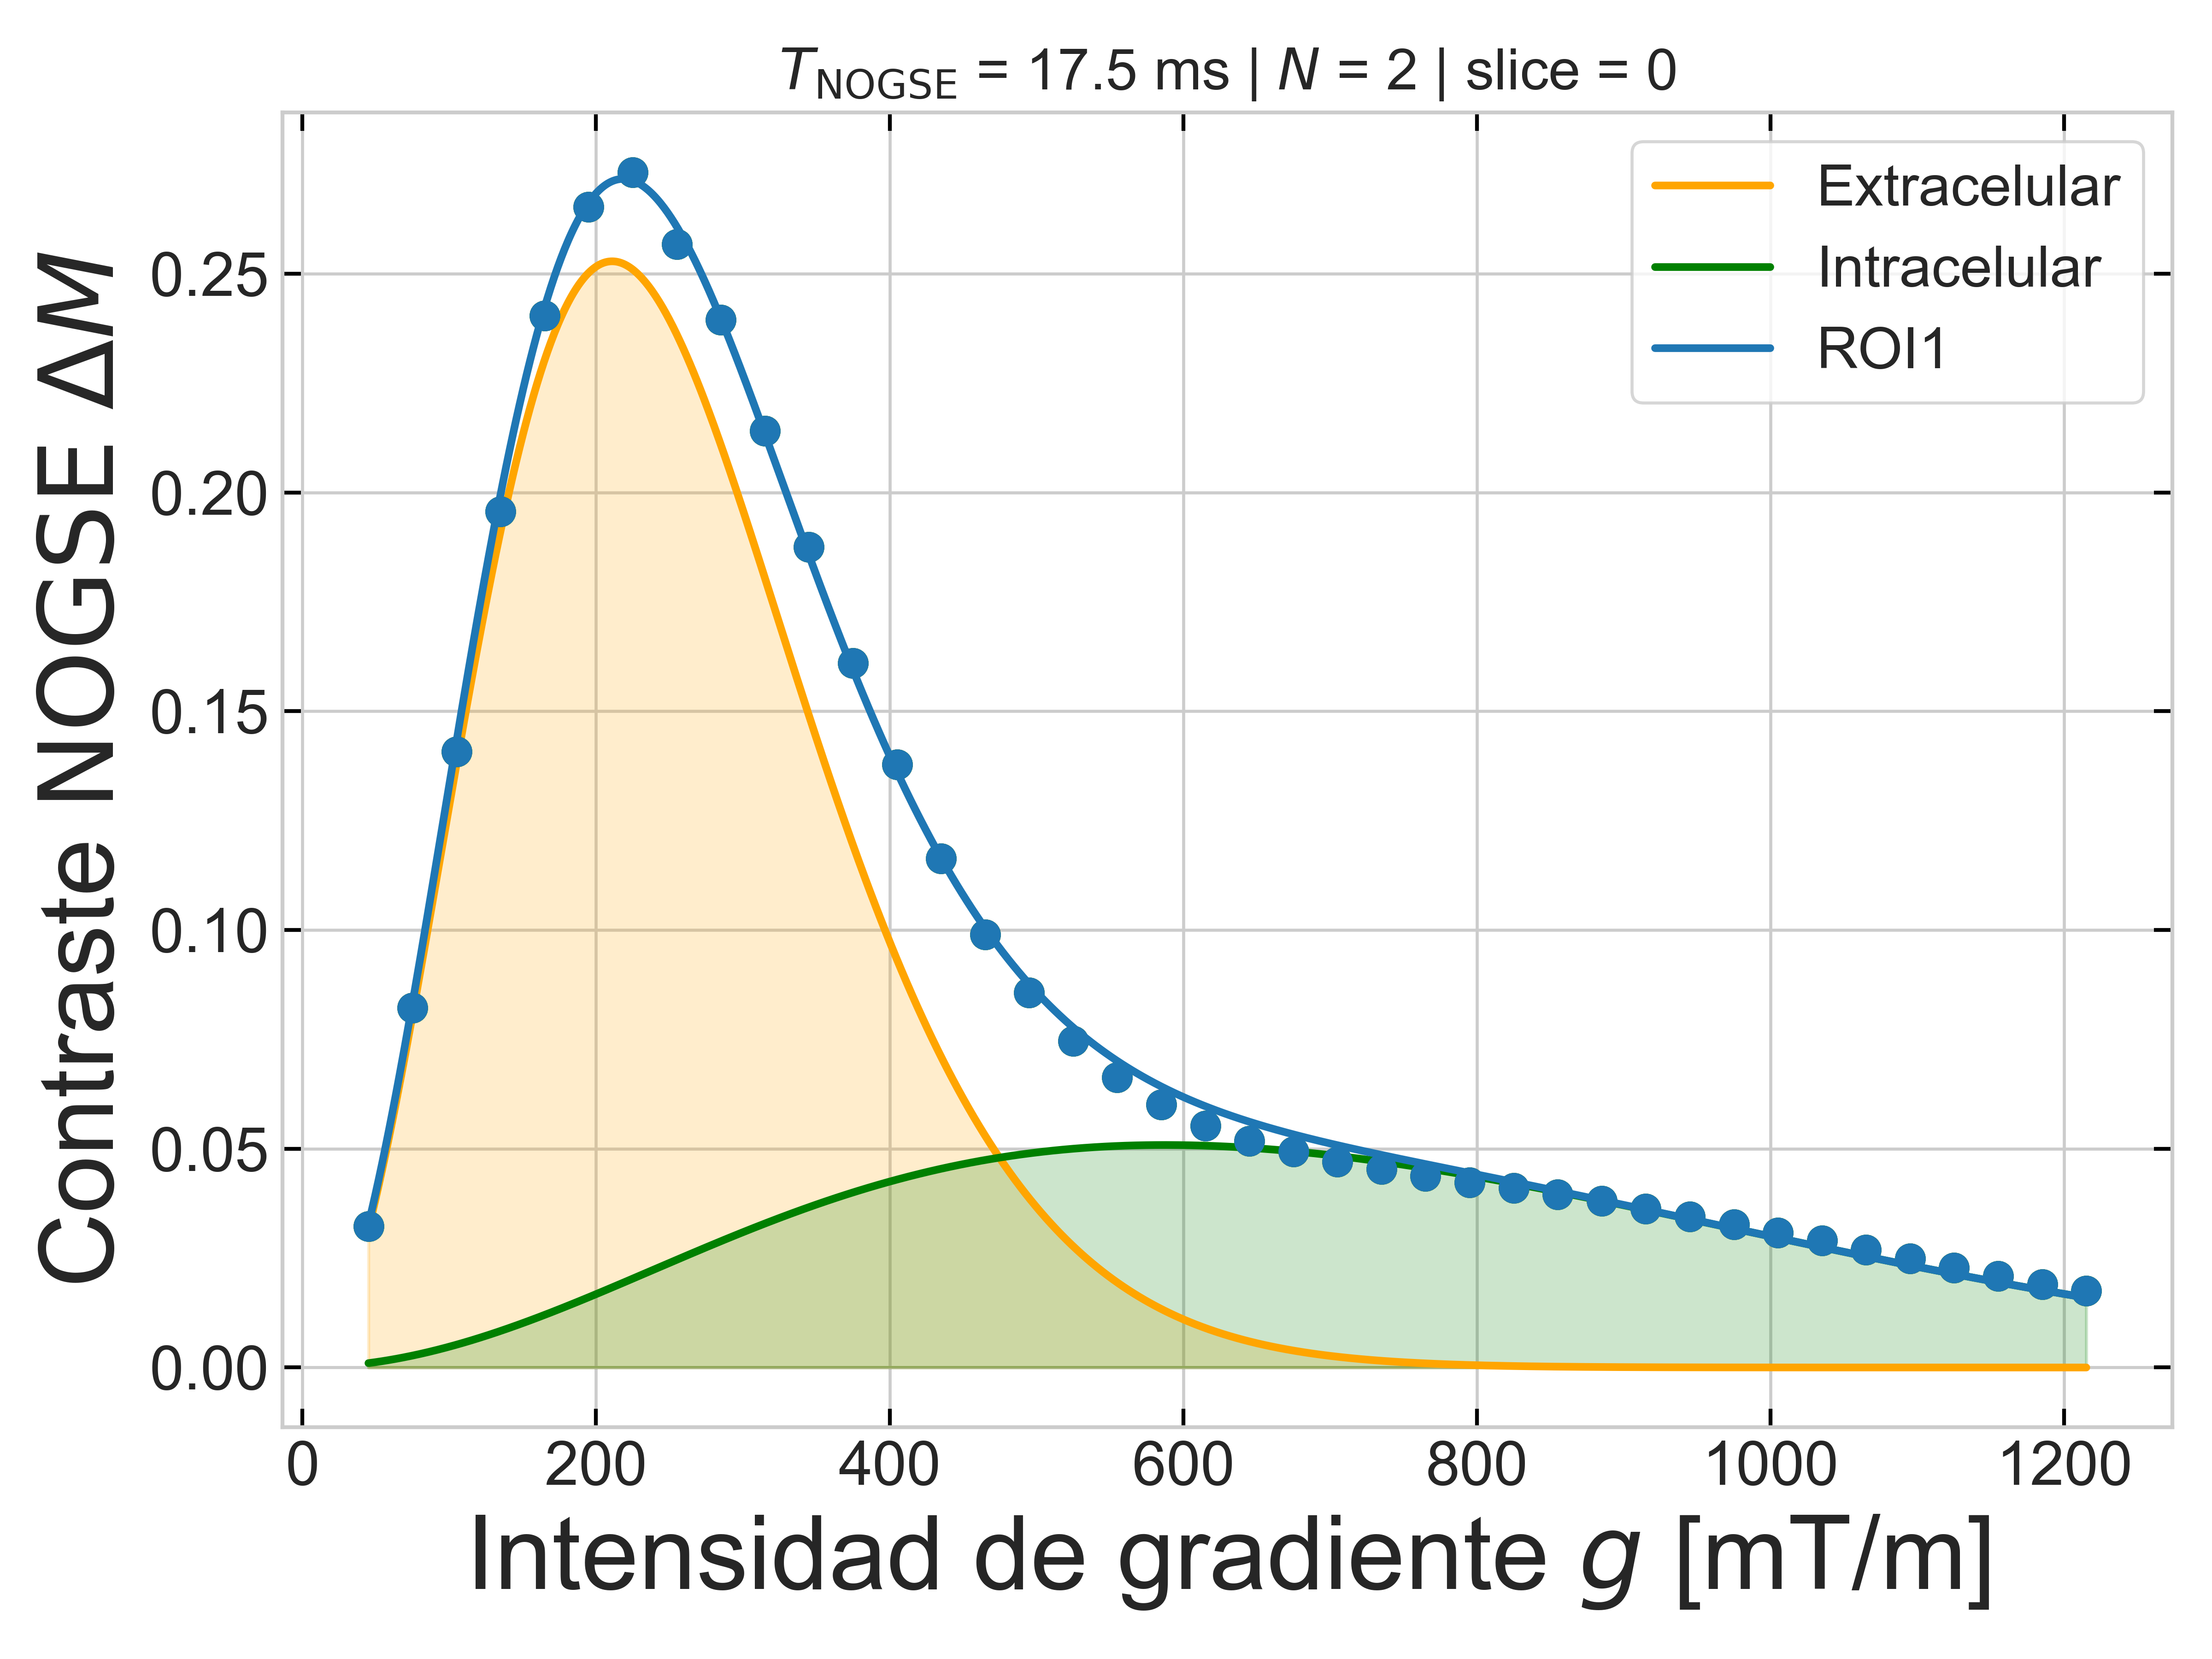 T_NOGSE = 17.5 ms | N = 2 | slice = 0
Contraste NOGSE ΔM
0.25
0.20
0.15
0.10
0.05
0.00
Extracelular
Intracelular
ROI1
0 200 400 600 800 1000 1200
Intensidad de gradiente g [mT/m]